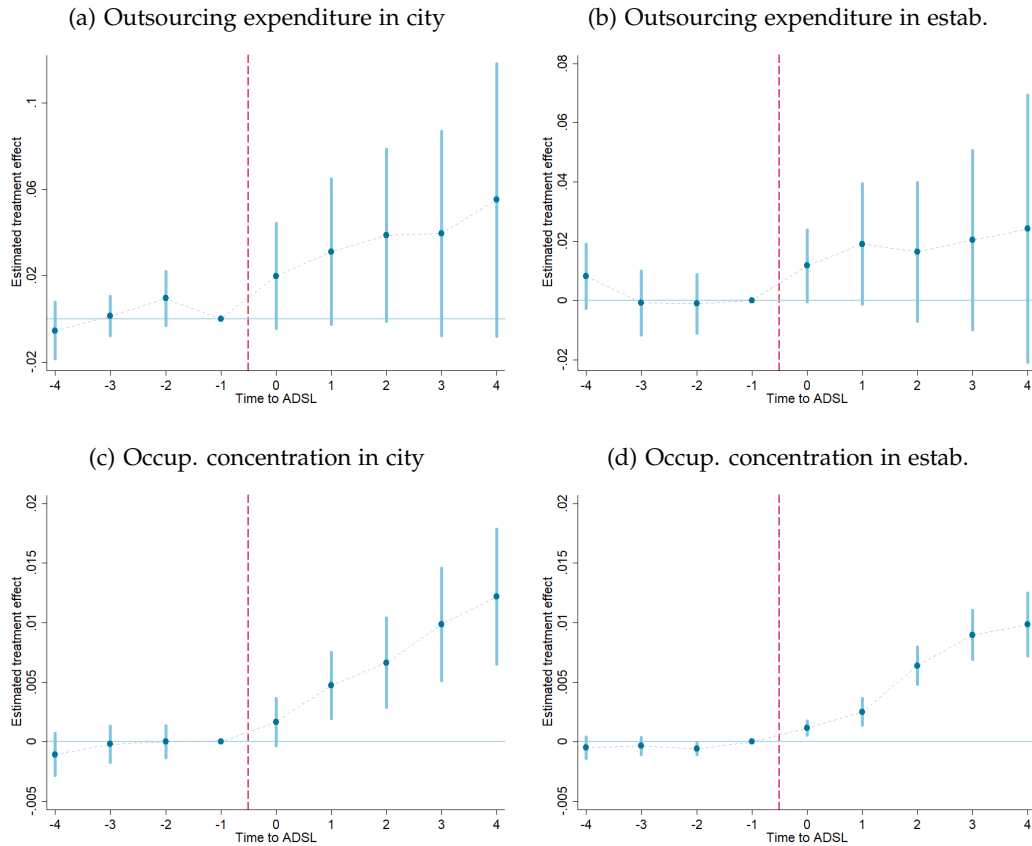 (a) Outsourcing expenditure in city
Estimated treatment effect
.1
.06
.02
-.02
-4 -3 -2 -1 0 1 2 3 4
Time to ADSL
(b) Outsourcing expenditure in estab.
Estimated treatment effect
.08
.06
.04
.02
0
-.02
-4 -3 -2 -1 0 1 2 3 4
Time to ADSL
(c) Occup. concentration in city
Estimated treatment effect
.02
.015
.01
.005
0
-.005
-4 -3 -2 -1 0 1 2 3 4
Time to ADSL
(d) Occup. concentration in estab.
Estimated treatment effect
.02
.015
.01
.005
0
-.005
-4 -3 -2 -1 0 1 2 3 4
Time to ADSL